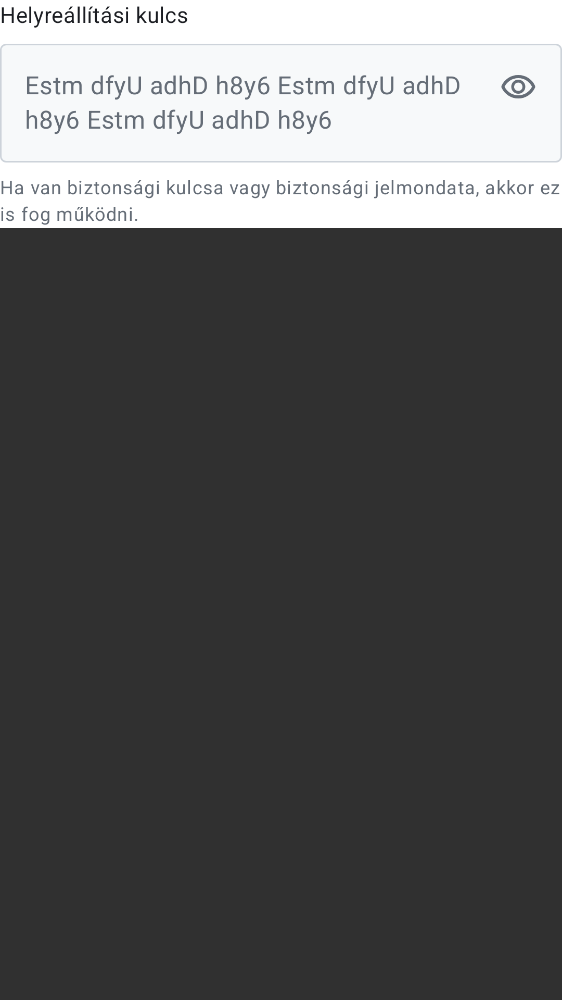 Helyreállítási kulcs
Estm dfyU adhD h8y6 Estm dfyU adhD
h8y6 Estm dfyU adhD h8y6
Ha van biztonsági kulcsa vagy biztonsági jelmondata, akkor ez
is fog működni.